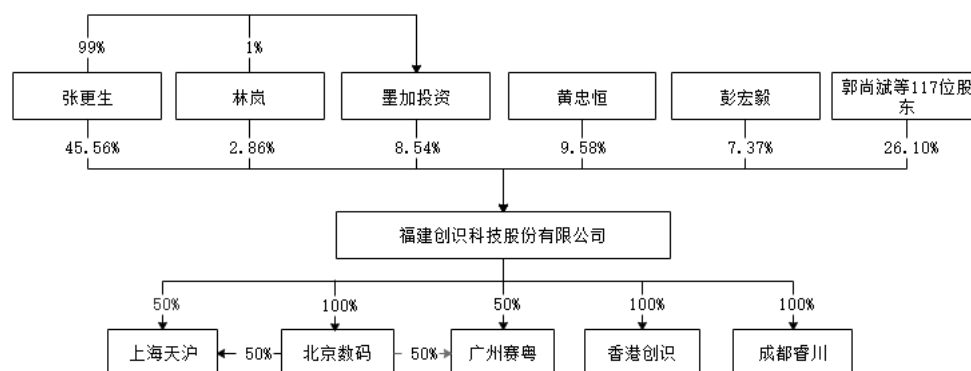 99%
1%
张更生
林岚
墨加投资
黄忠恒
彭宏毅
郭尚斌等117位股
东
45.56%
2.86%
8.54%
9.58%
7.37%
26.10%
福建创识科技股份有限公司
50%
100%
50%
100%
100%
上海天沪
50%
北京数码
50%
广州赛粤
香港创识
成都睿川